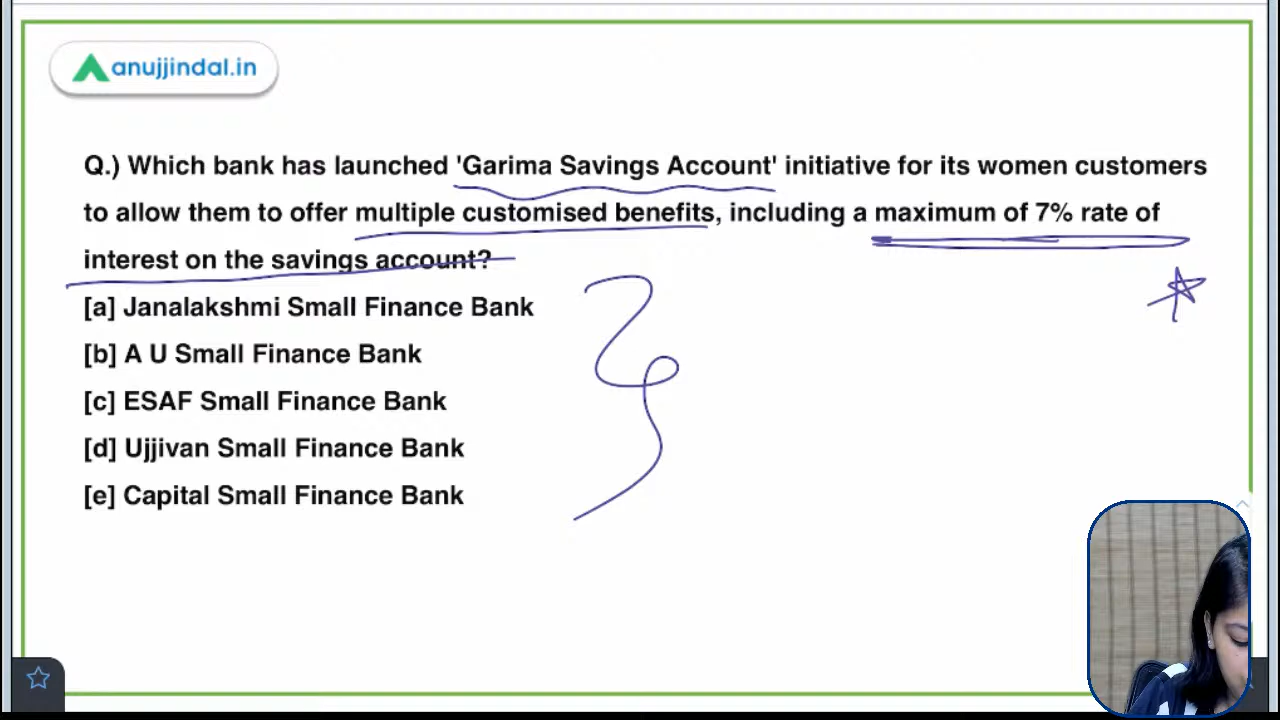 anujjindal.in
Q.) Which bank has launched 'Garima Savings Account' initiative for its women customers
to allow them to offer multiple customised benefits, including a maximum of 7% rate of
interest on the savings account?
[a] Janalakshmi Small Finance Bank
[b] A U Small Finance Bank
[c] ESAF Small Finance Bank
[d] Ujjivan Small Finance Bank
[e] Capital Small Finance Bank